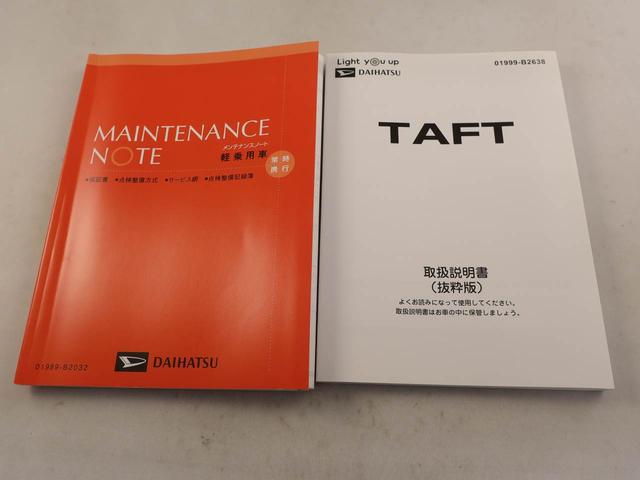 MAINTENANCE
NOTE
メンテナンスノート
軽乗用車
常時
携行
•保証書 •点検整備方式 •サービス網 •点検整備記録簿
DAIHATSU
01989-B2032
Light you up
DAIHATSU
01999-B2638
TAFT
取扱説明書
(抜粋版)
よくお読みになって使用してください。
取扱説明書はお車の中に保管しましょう。